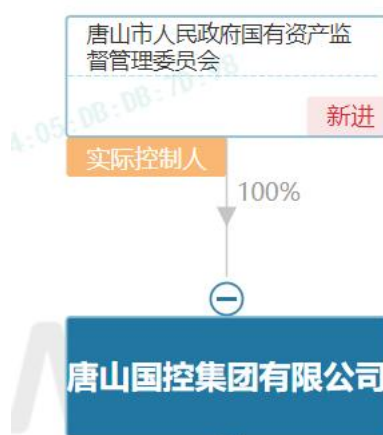 唐山市人民政府国有资产监
督管理委员会
新进
实际控制人
100%
唐山国控集团有限公司